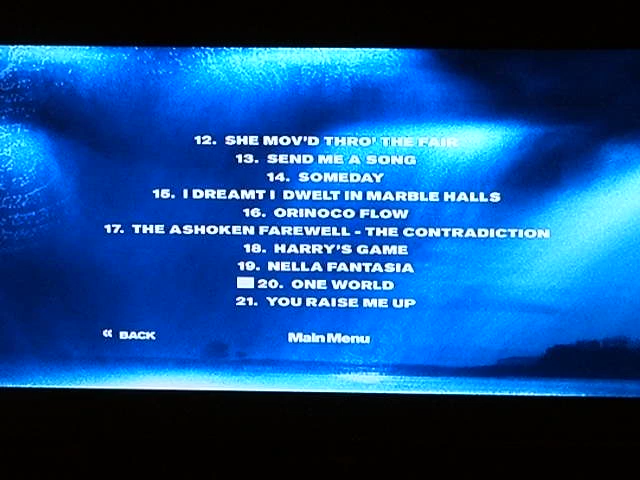 12. SHE MOV'D THRO' THE FAIR
13. SEND ME A SONG
14. SOMEDAY
15. I DREAMT I DWELT IN MARBLE HALLS
16. ORINOCO FLOW
17. THE ASHOKEN FAREWELL - THE CONTRADICTION
18. HARRY'S GAME
19. NELLA FANTASIA
20. ONE WORLD
21. YOU RAISE ME UP
« BACK
Main Menu